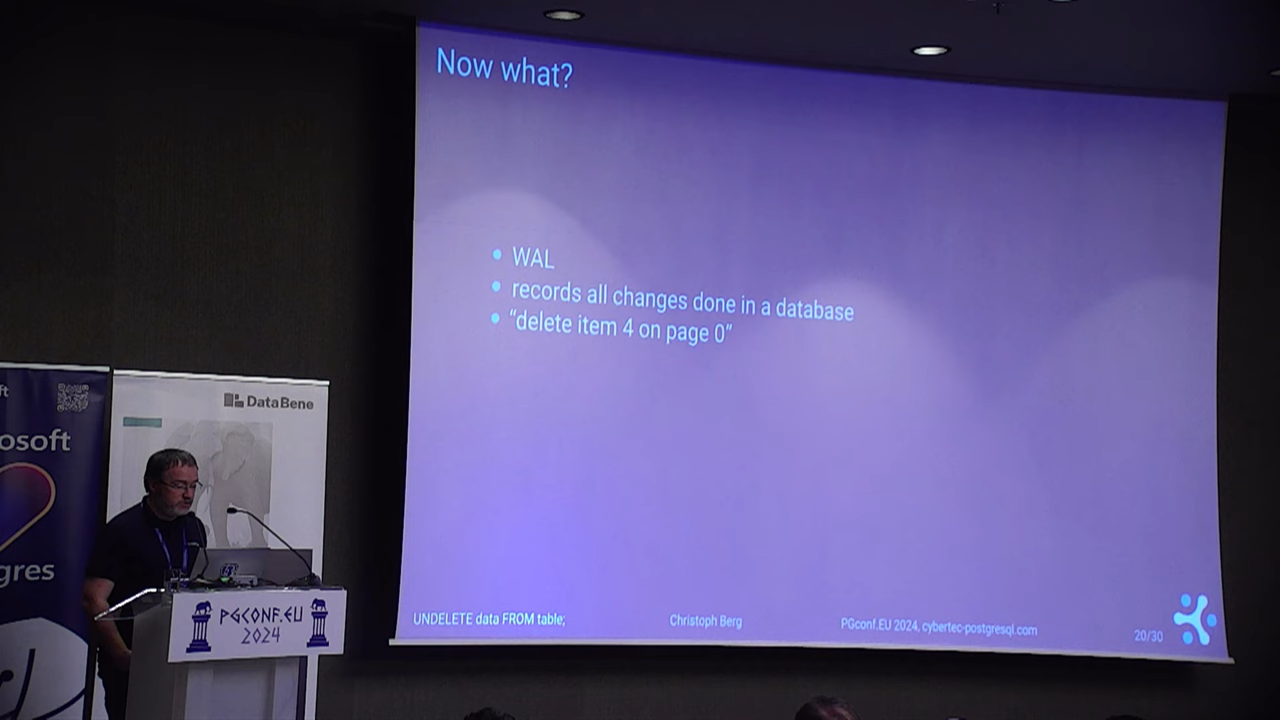 Now what?
• WAL
• records all changes done in a database
• “delete item 4 on page 0”
UNDELETE data FROM table;
Christoph Berg
PGconf.EU 2024, cybertec-postgresql.com
20/30
DataBene
osoft
gres
PGCONF.EU
2024